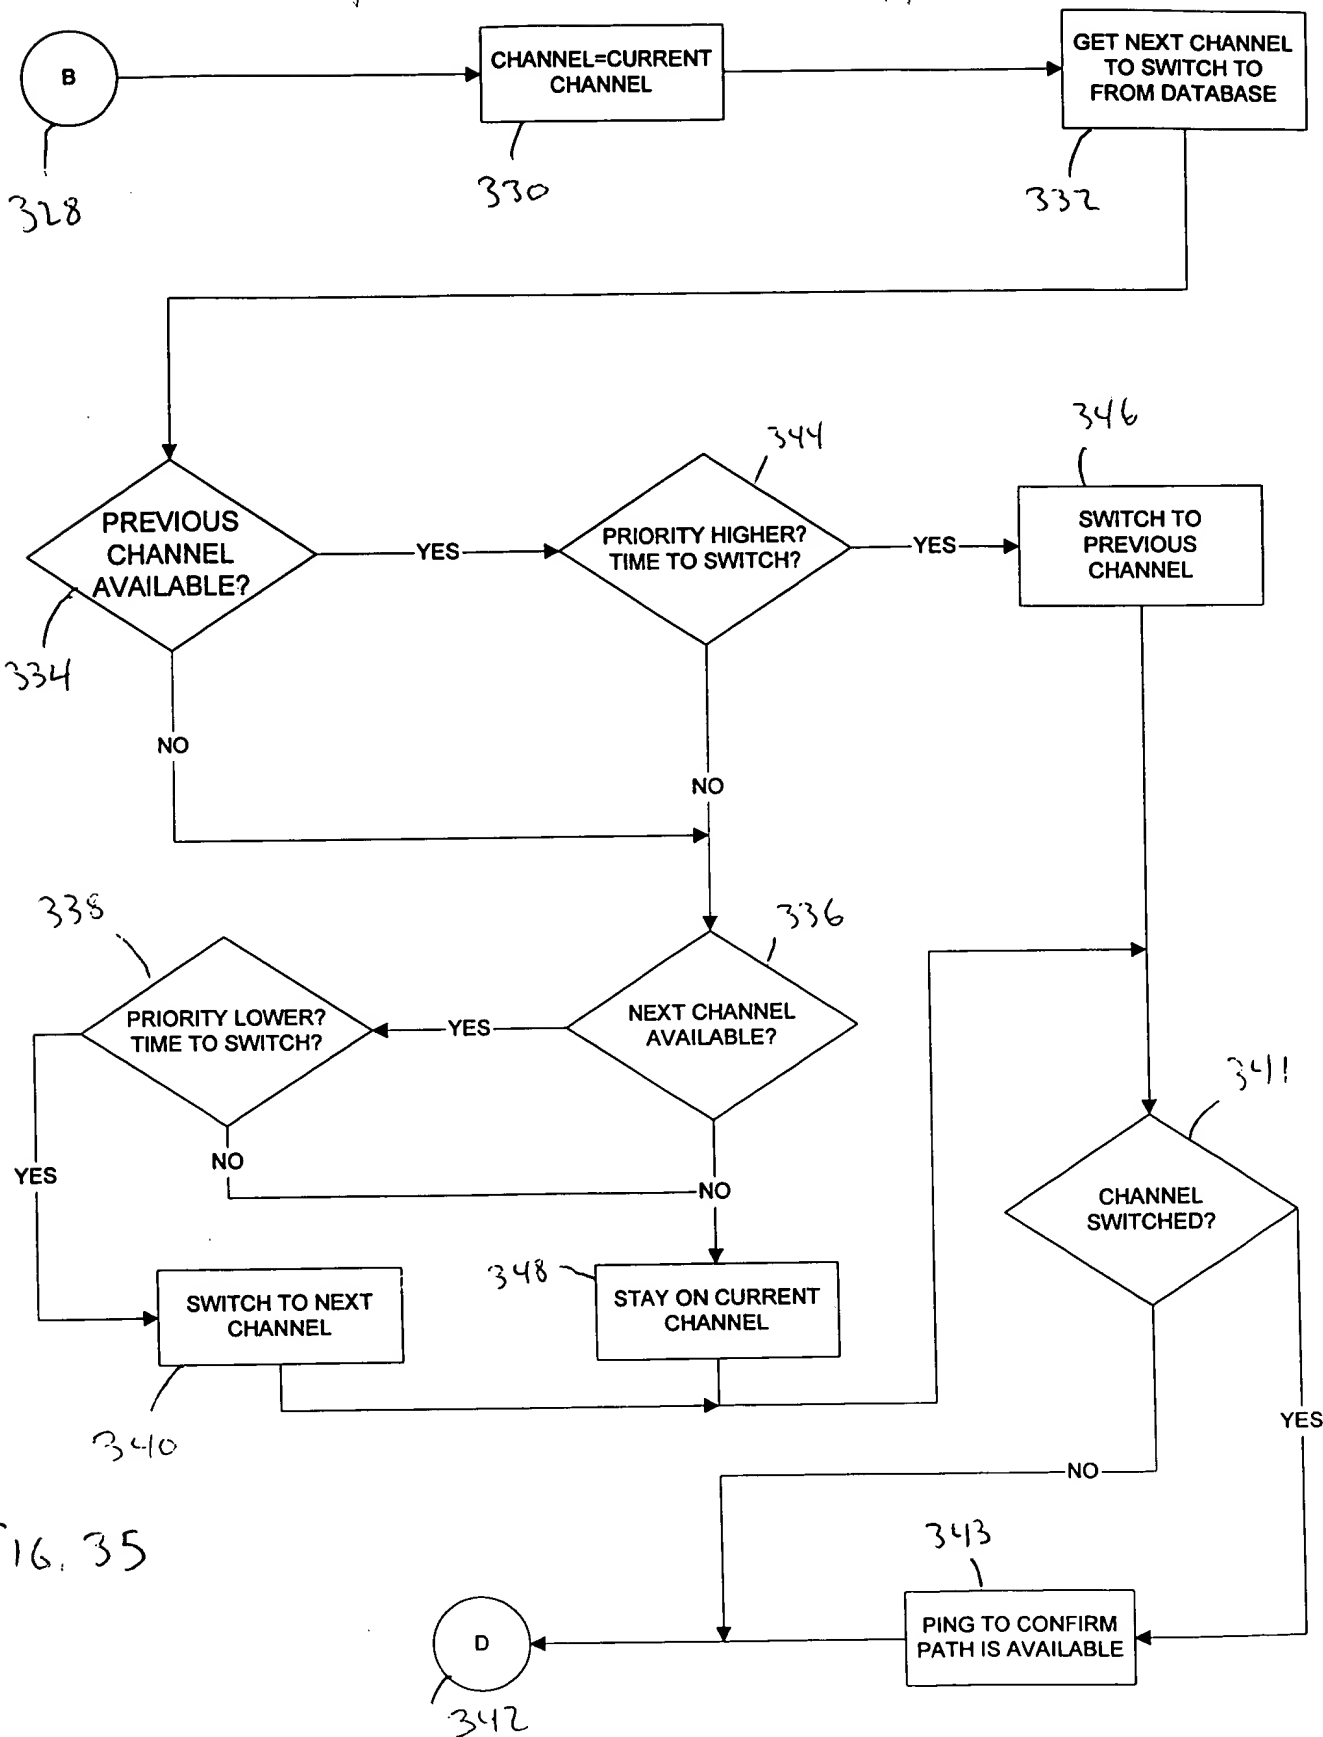 B
CHANNEL=CURRENT
CHANNEL
GET NEXT CHANNEL
TO SWITCH TO
FROM DATABASE
328
330
332
PREVIOUS
CHANNEL
AVAILABLE?
334
YES
344
PRIORITY HIGHER?
TIME TO SWITCH?
YES
346
SWITCH TO
PREVIOUS
CHANNEL
NO
NO
338
PRIORITY LOWER?
TIME TO SWITCH?
YES
336
NEXT CHANNEL
AVAILABLE?
341
CHANNEL
SWITCHED?
YES
NO
NO
SWITCH TO NEXT
CHANNEL
340
348
STAY ON CURRENT
CHANNEL
YES
NO
343
PING TO CONFIRM
PATH IS AVAILABLE
D
342
FIG. 35